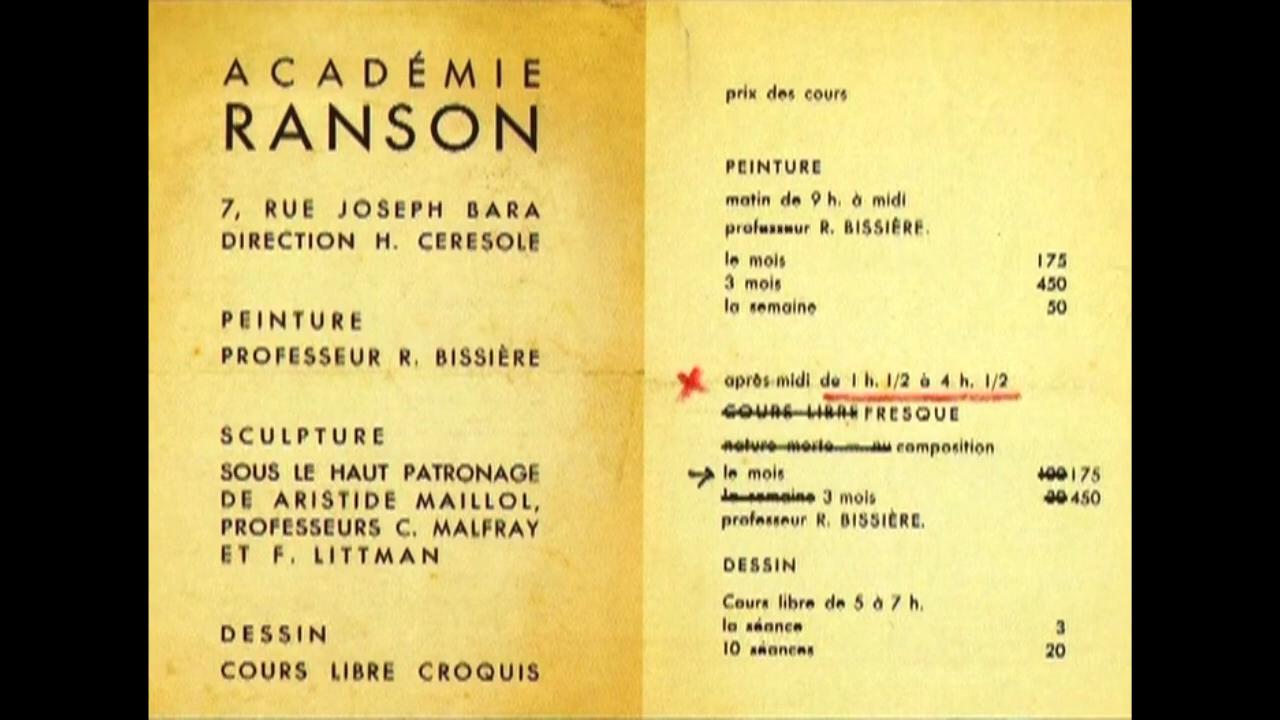 ACADÉMIE
RANSON
7, RUE JOSEPH BARA
DIRECTION H. CERESOLE
PEINTURE
PROFESSEUR R. BISSIÈRE
SCULPTURE
SOUS LE HAUT PATRONAGE
DE ARISTIDE MAILLOL,
PROFESSEURS C. MALFRAY
ET F. LITTMAN
DESSIN
COURS LIBRE CROQUIS
prix des cours
PEINTURE
matin de 9 h. à midi
professeur R. BISSIÈRE.
le mois 175
3 mois 450
la semaine 50
après-midi de 1 h. 1/2 à 4 h. 1/2
COURS LIBRE FRESQUE
nature morte — nu composition
le mois 100 175
la semaine 3 mois 30 450
professeur R. BISSIÈRE.
DESSIN
Cours libre de 5 à 7 h.
la séance 3
10 séances 20